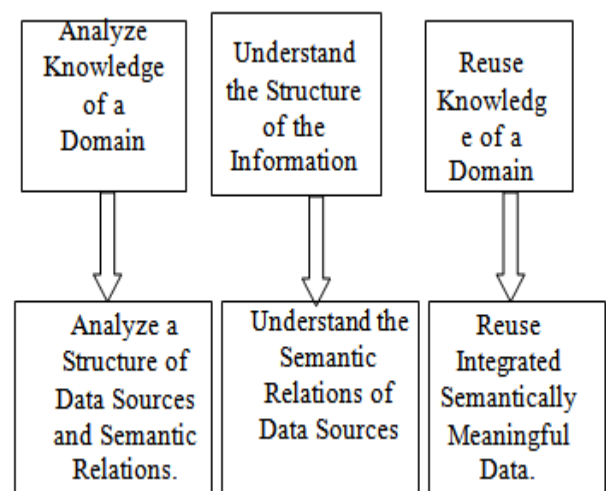 Analyze
Knowledge
of a
Domain
Understand
the Structure
of the
Information
Reuse
Knowledg
e of a
Domain
Analyze a
Structure of
Data Sources
and Semantic
Relations.
Understand the
Semantic
Relations of
Data Sources
Reuse
Integrated
Semantically
Meaningful
Data.